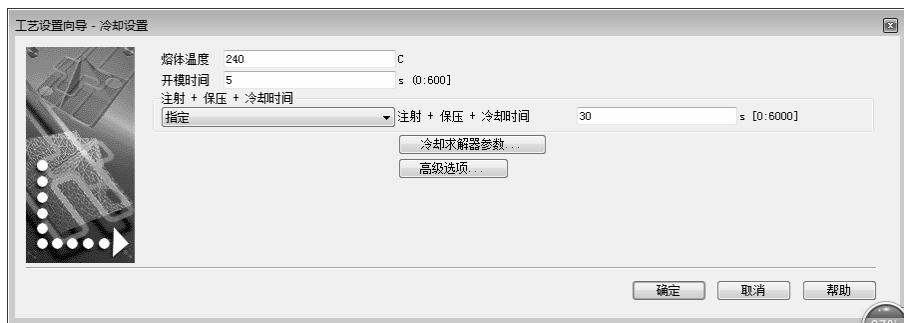 工艺设置向导 - 冷却设置
熔体温度 240 C
开模时间 5 s (0:600]
注射 + 保压 + 冷却时间
指定 注射 + 保压 + 冷却时间 30 s [0:6000]
冷却求解器参数...
高级选项...
确定 取消 帮助